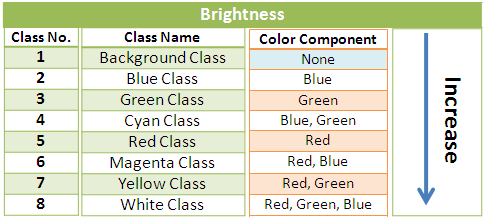 Brightness
Class No. Class Name Color Component
1 Background Class None
2 Blue Class Blue
3 Green Class Green
4 Cyan Class Blue, Green
5 Red Class Red
6 Magenta Class Red, Blue
7 Yellow Class Red, Green
8 White Class Red, Green, Blue
Increase